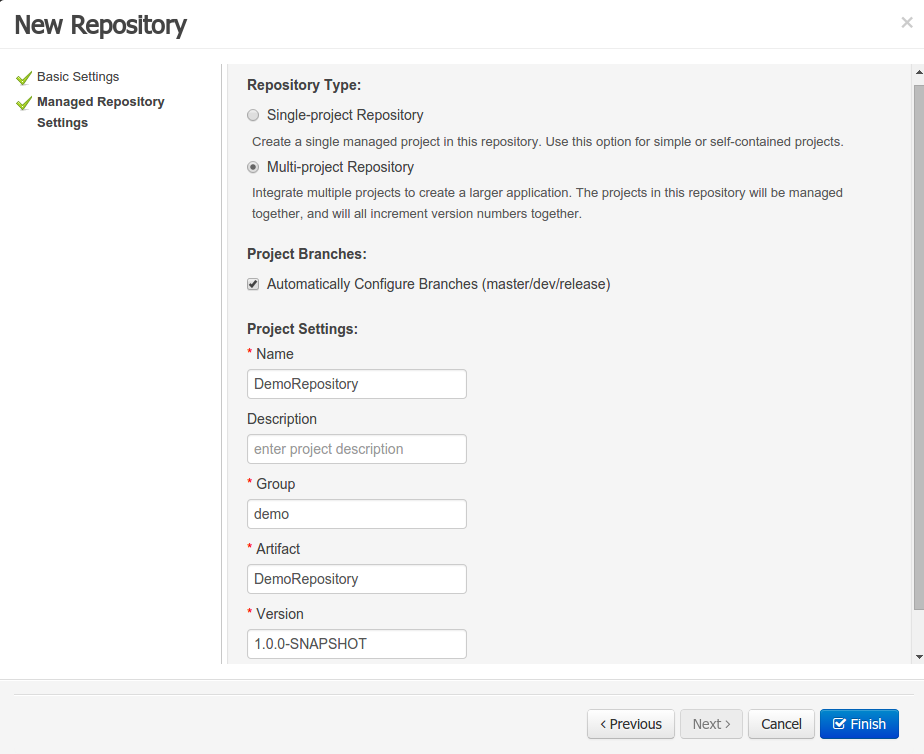 New Repository
×
Basic Settings
Managed Repository
Settings
Repository Type:
Single-project Repository
Create a single managed project in this repository. Use this option for simple or self-contained projects.
Multi-project Repository
Integrate multiple projects to create a larger application. The projects in this repository will be managed
together, and will all increment version numbers together.
Project Branches:
Automatically Configure Branches (master/dev/release)
Project Settings:
* Name
DemoRepository
Description
enter project description
* Group
demo
* Artifact
DemoRepository
* Version
1.0.0-SNAPSHOT
‹ Previous Next › Cancel Finish